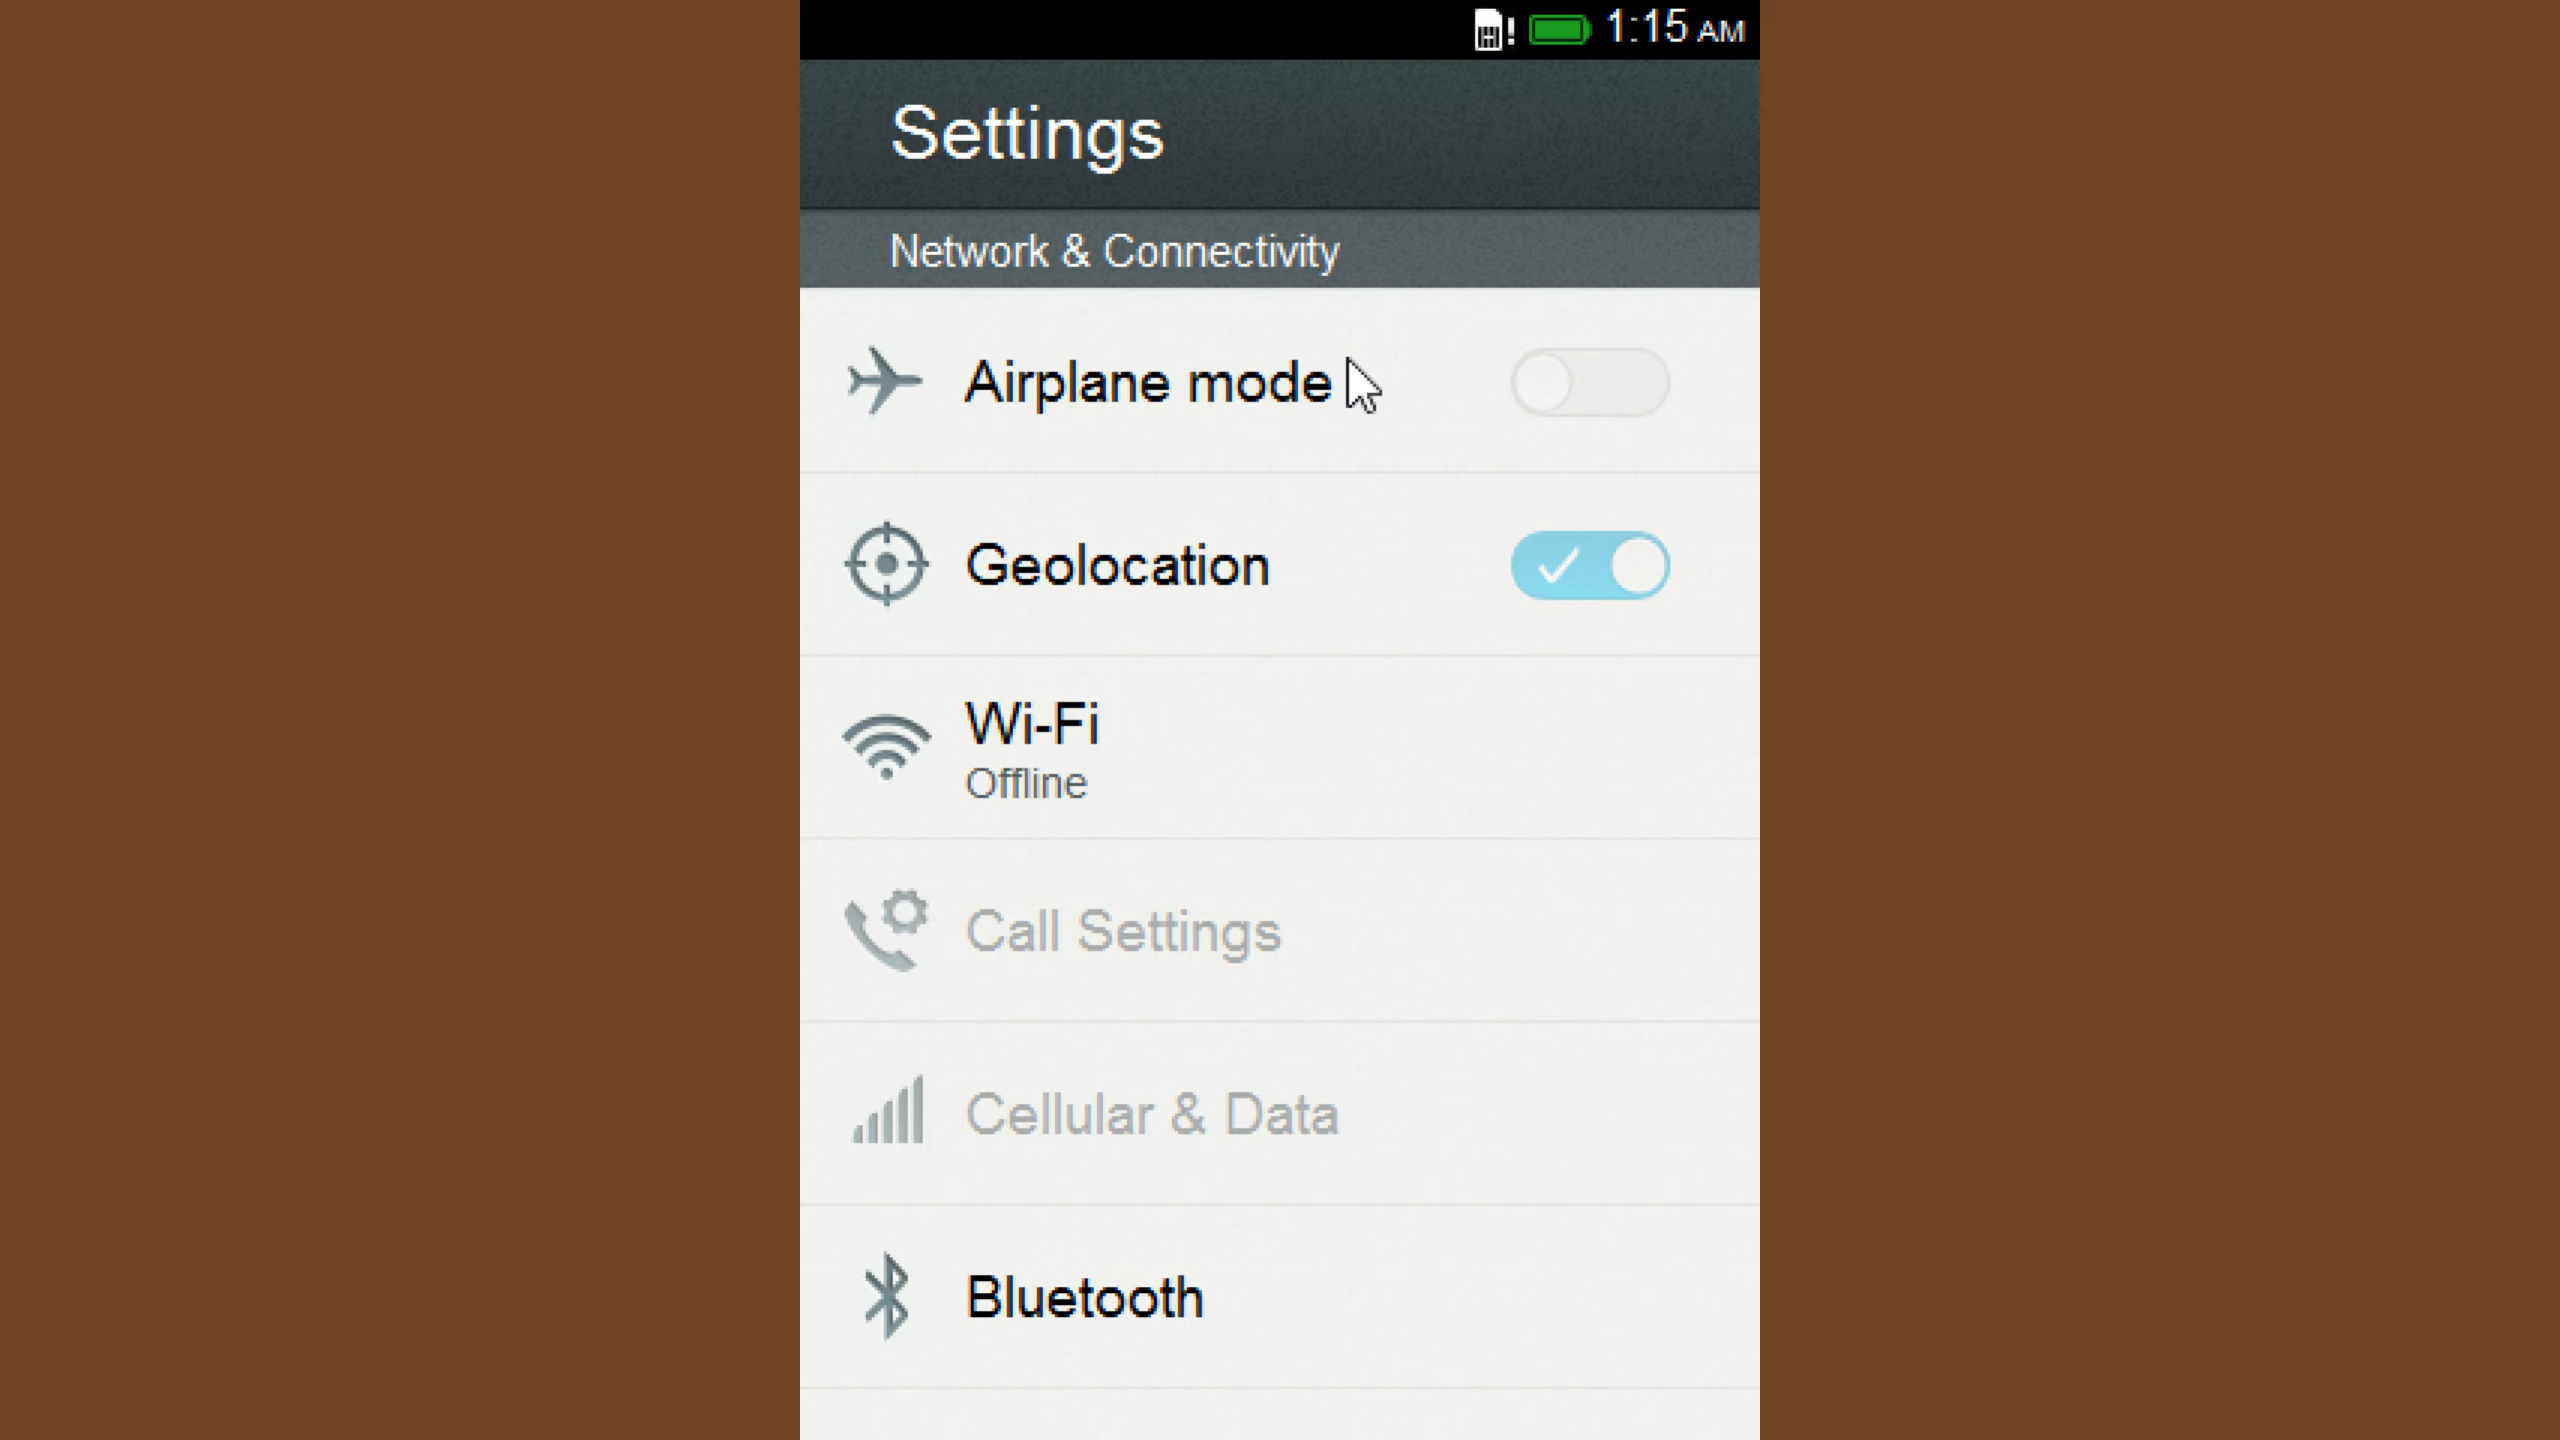 1:15 AM
Settings
Network & Connectivity
Airplane mode
Geolocation
Wi-Fi
Offline
Call Settings
Cellular & Data
Bluetooth